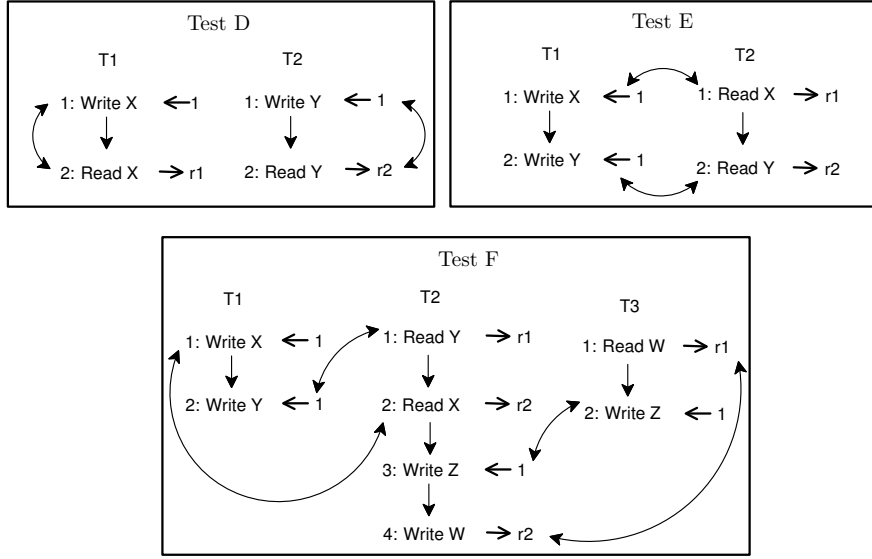 Test D
T1 T2
1: Write X 1 1: Write Y 1
2: Read X r1 2: Read Y r2
Test E
T1 T2
1: Write X 1 1: Read X r1
2: Write Y 1 2: Read Y r2
Test F
T1 T2 T3
1: Write X 1 1: Read Y r1 1: Read W r1
2: Write Y 1 2: Read X r2 2: Write Z 1
3: Write Z 1
4: Write W r2